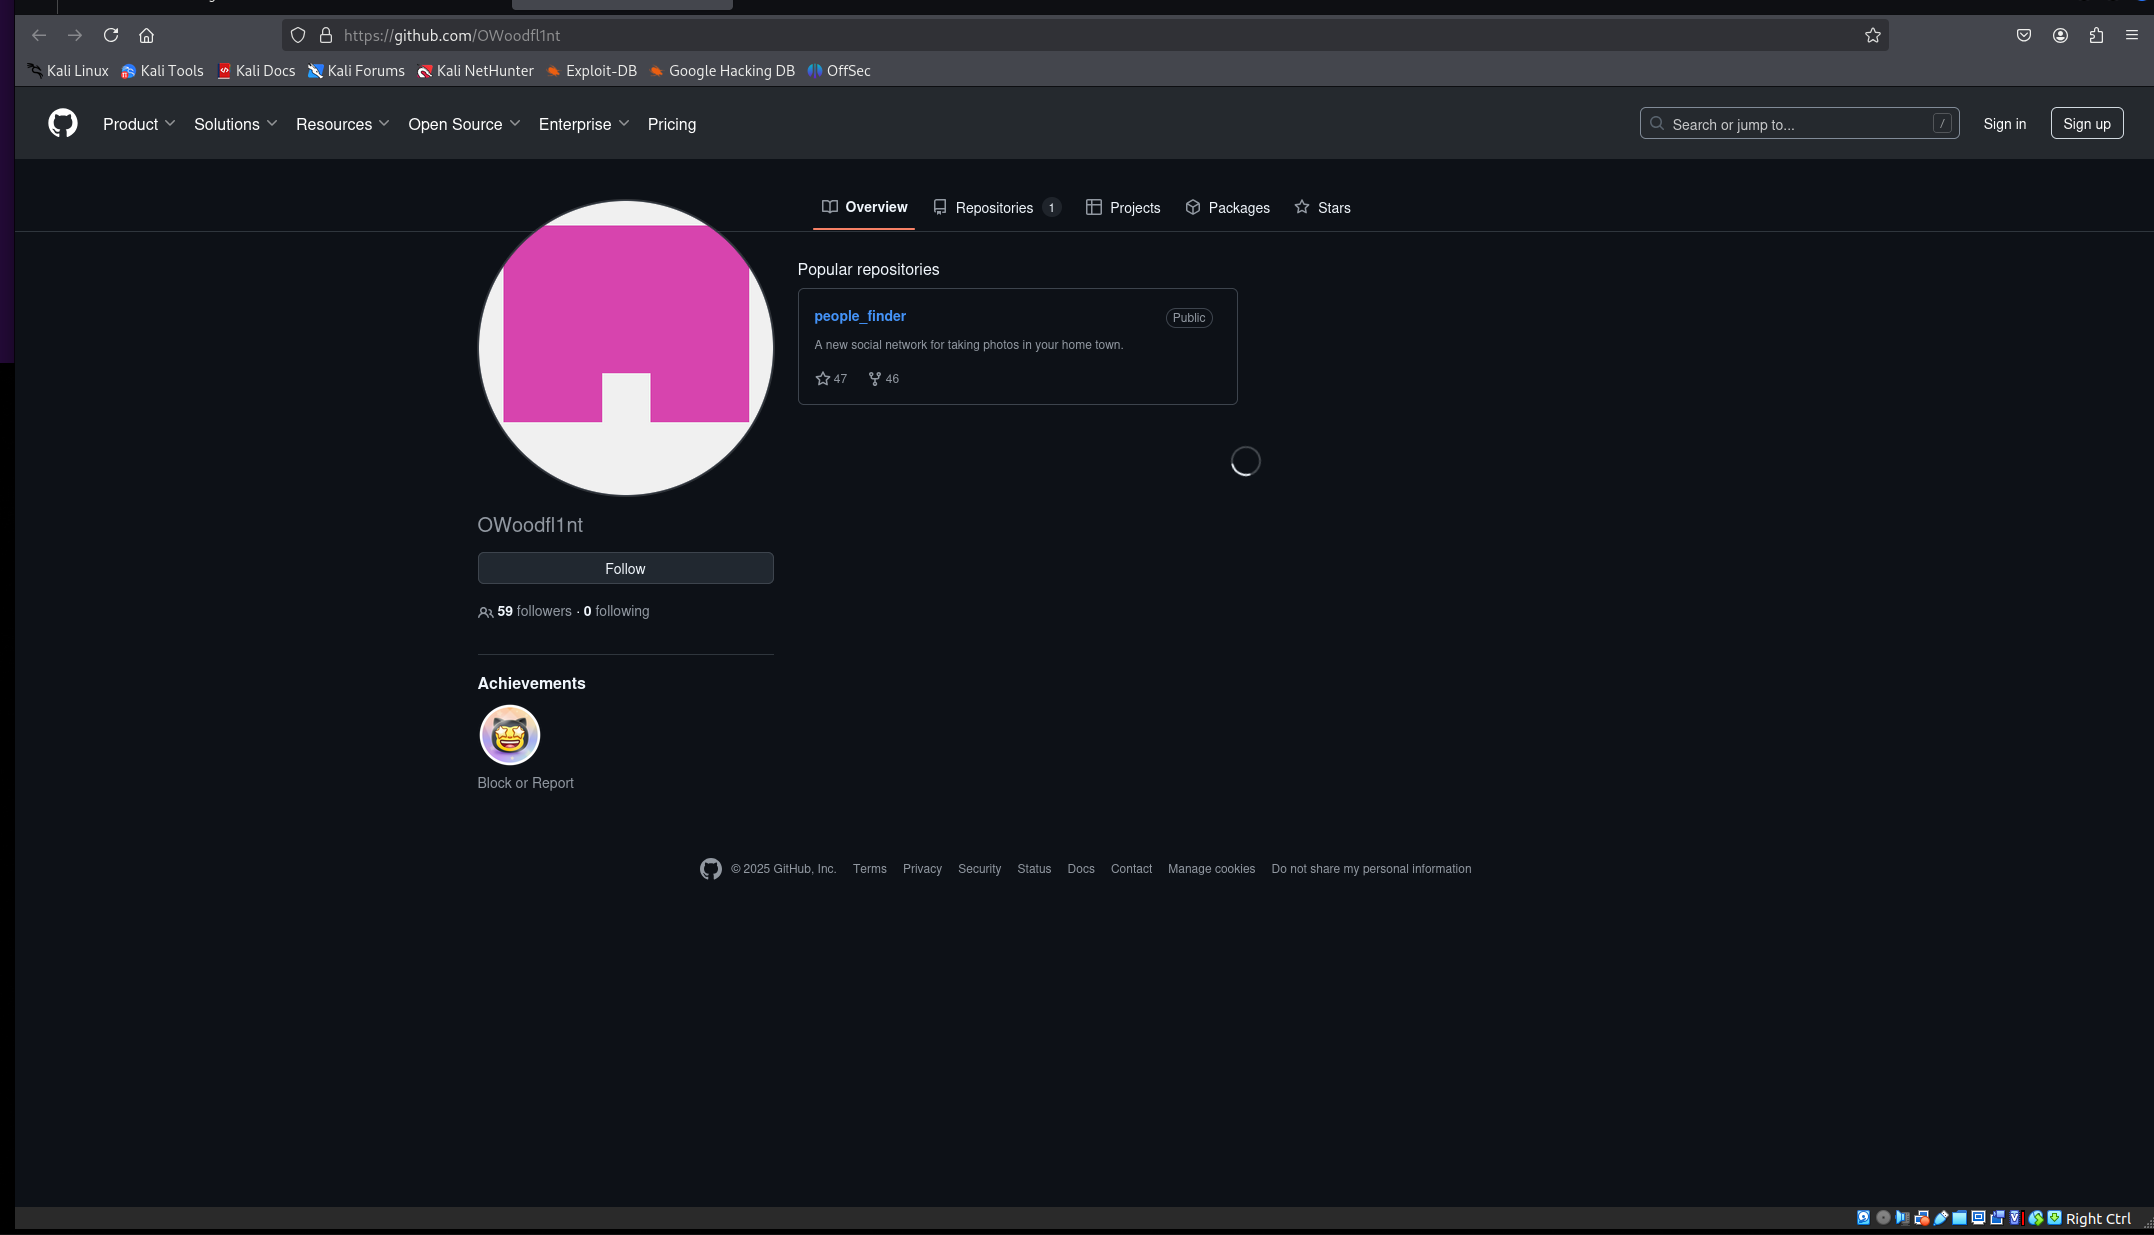 https://github.com/OWoodfl1nt
Kali Linux Kali Tools Kali Docs Kali Forums Kali NetHunter Exploit-DB Google Hacking DB OffSec
Product Solutions Resources Open Source Enterprise Pricing Search or jump to... / Sign in Sign up
Overview Repositories 1 Projects Packages Stars
Popular repositories
people_finder Public
A new social network for taking photos in your home town.
47 46
OWoodfl1nt
Follow
59 followers · 0 following
Achievements
Block or Report
© 2025 GitHub, Inc. Terms Privacy Security Status Docs Contact Manage cookies Do not share my personal information
Right Ctrl